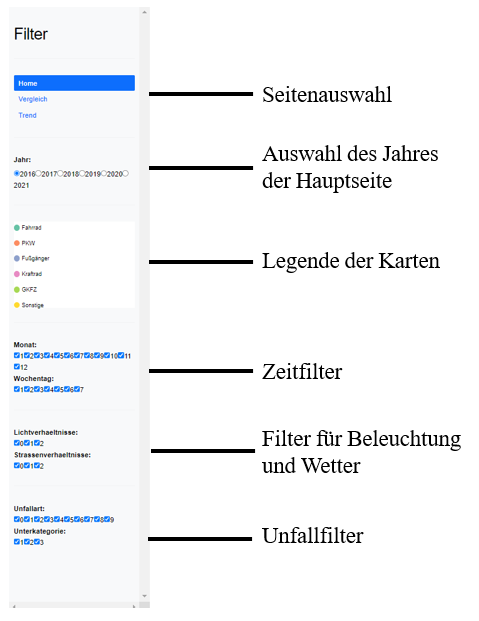 Filter
Home
Vergleich
Trend
Seitenauswahl
Jahr:
2016 2017 2018 2019 2020
2021
Auswahl des Jahres
der Hauptseite
Fahrrad
PKW
Fußgänger
Kraftrad
GKFZ
Sonstige
Legende der Karten
Monat:
1 2 3 4 5 6 7 8 9 10 11
12
Wochentag:
1 2 3 4 5 6 7
Zeitfilter
Lichtverhaeltnisse:
0 1 2
Strassenverhaeltnisse:
0 1 2
Filter für Beleuchtung
und Wetter
Unfallart:
0 1 2 3 4 5 6 7 8 9
Unterkategorie:
1 2 3
Unfallfilter